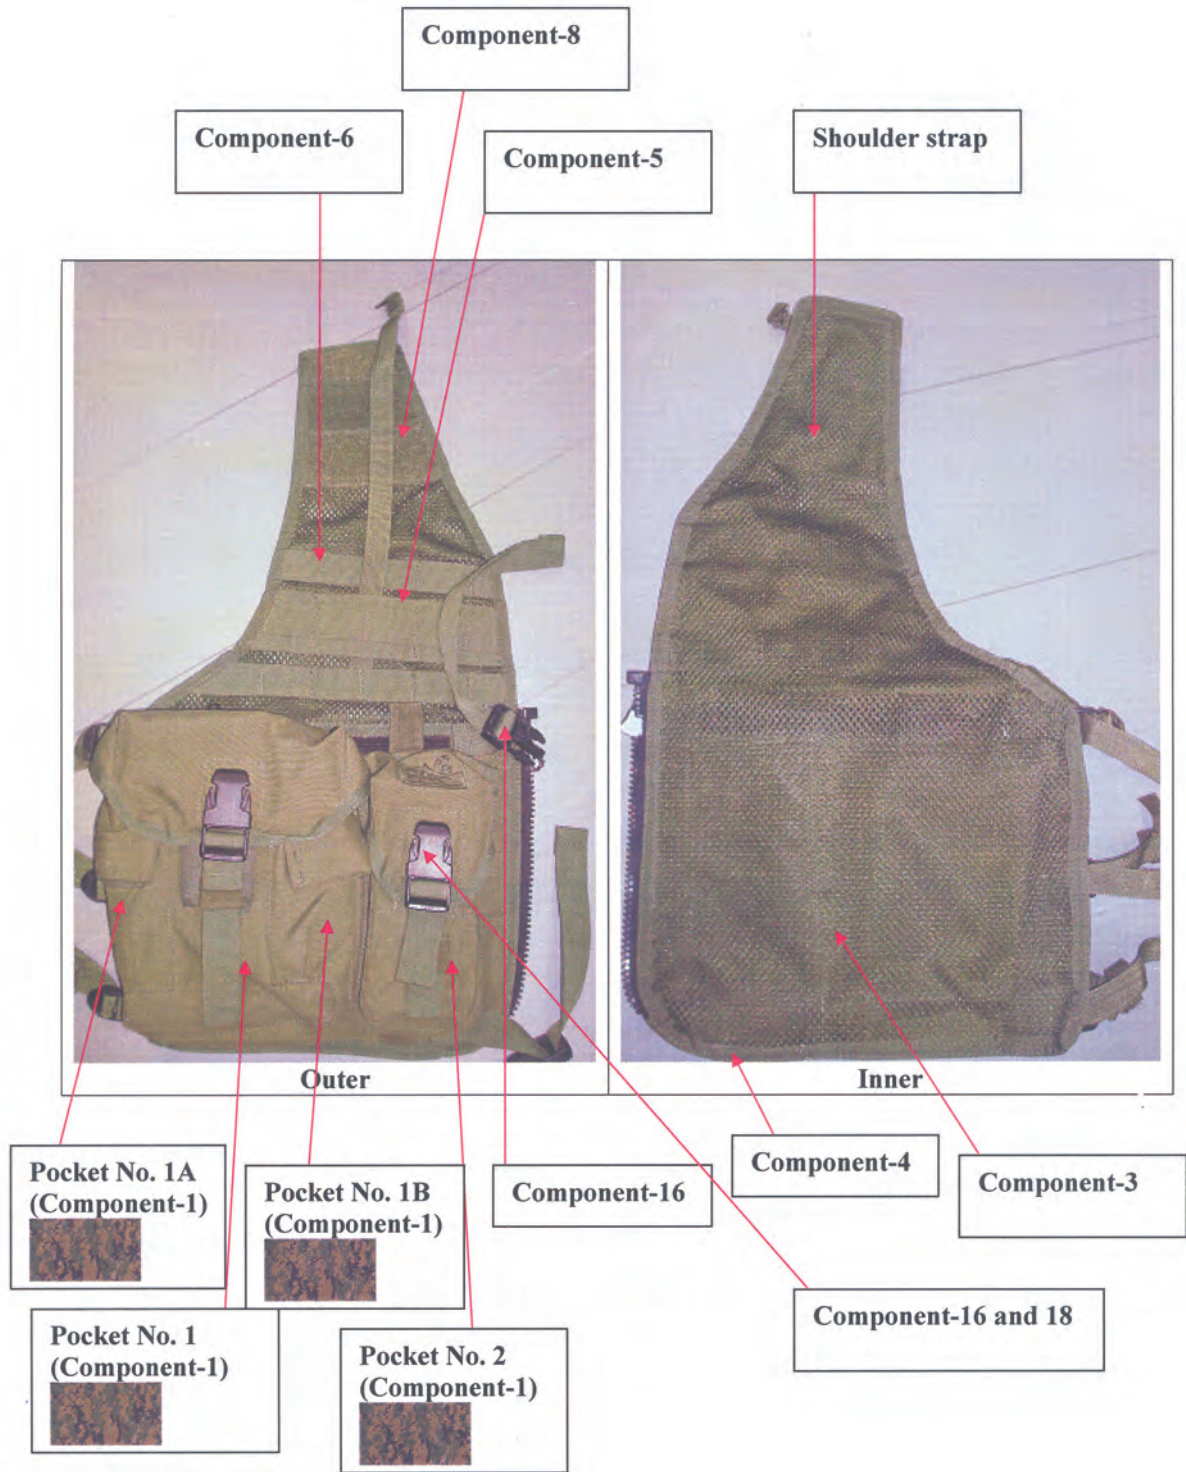 Component-8
Component-6
Component-5
Shoulder strap
Outer
Inner
Pocket No. 1A
(Component-1)
Pocket No. 1B
(Component-1)
Component-16
Component-4
Component-3
Pocket No. 1
(Component-1)
Pocket No. 2
(Component-1)
Component-16 and 18